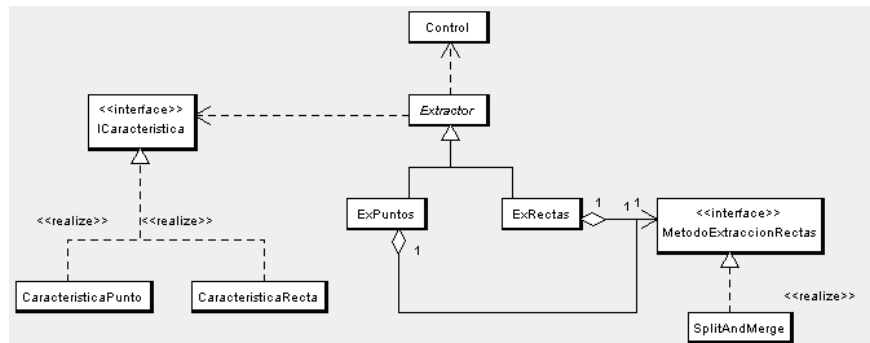 Control
<<interface>>
ICaracteristica
Extractor
<<realize>>
<<realize>>
ExPuntos
ExRectas
1
1
1
1
<<interface>>
MetodoExtraccionRectas
CaracteristicaPunto
CaracteristicaRecta
<<realize>>
SplitAndMerge